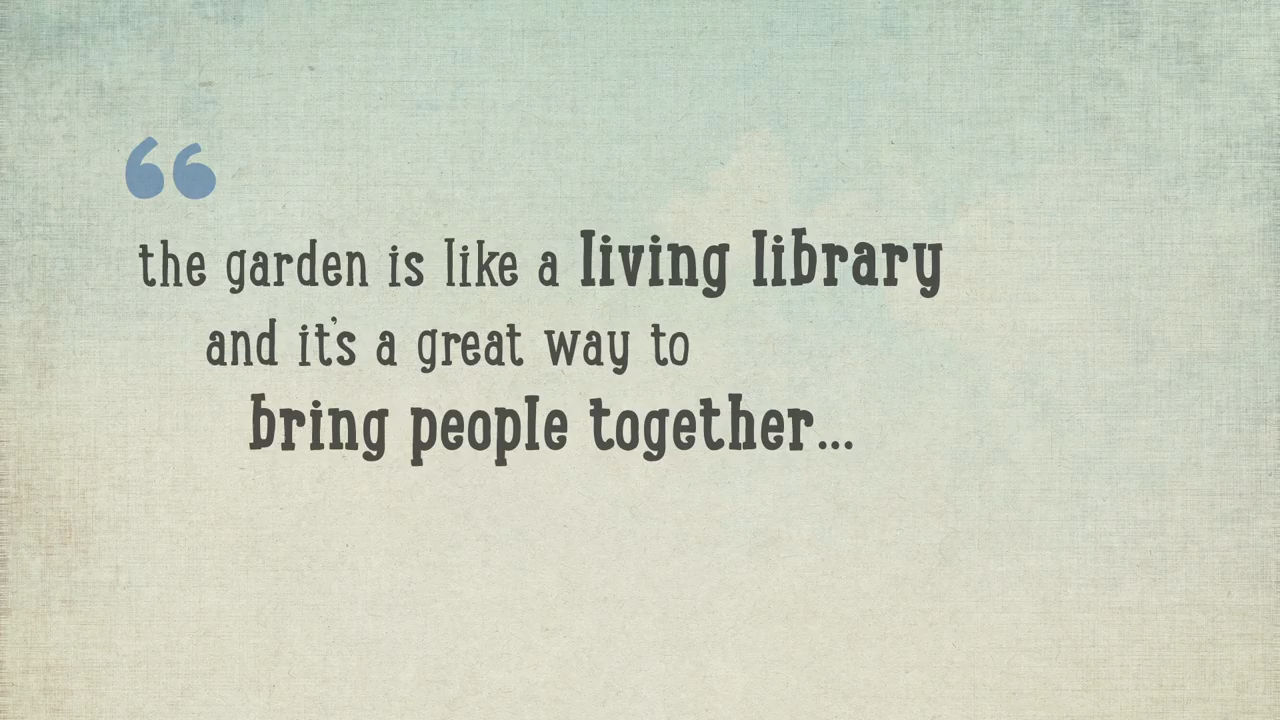 “
the garden is like a living library
and it's a great way to
bring people together...